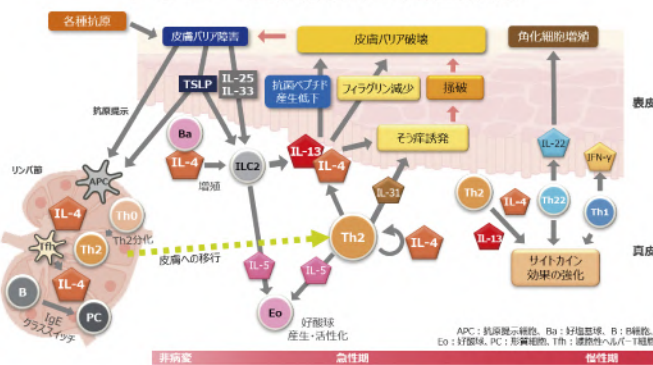 各種抗原
皮膚バリア障害
皮膚バリア破壊
角化細胞増殖
TSLP
IL-25
IL-33
抗菌ペプチド
産生低下
フィラグリン減少
掻破
抗原提示
表皮
Ba
IL-4
増殖
ILC2
IL-13
IL-4
そう痒誘発
IL-22
IFN-γ
リンパ節
APC
IL-4
Th0
Th2分化
Tfh
Th2
IL-4
B
PC
IgE
クラススイッチ
皮膚への移行
IL-31
Th2
IL-4
IL-5
IL-5
Eo
好酸球
産生・活性化
Th2
IL-4
IL-13
Th22
Th1
サイトカイン
効果の強化
真皮
APC：抗原提示細胞、Ba：好塩基球、B：B細胞、
Eo：好酸球、PC：形質細胞、Tfh：濾胞性ヘルパーT細胞
非病変
急性期
慢性期